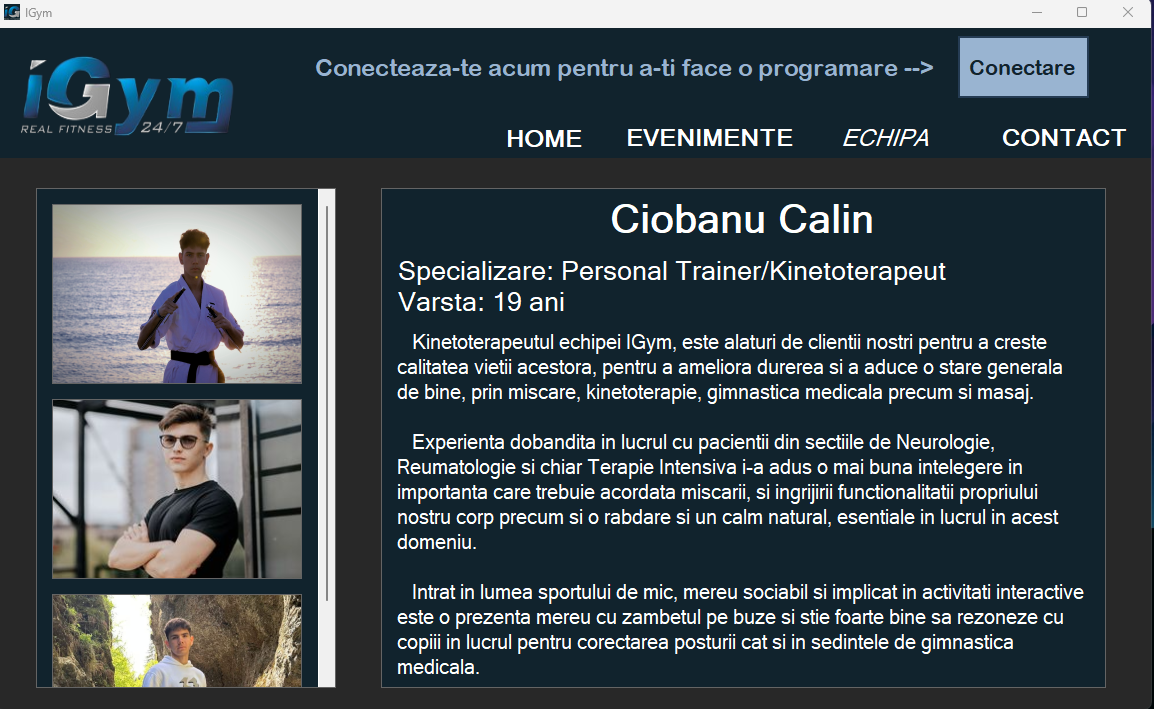 IGym
iGym
REAL FITNESS 24/7
Conecteaza-te acum pentru a-ti face o programare -->
Conectare
HOME
EVENIMENTE
ECHIPA
CONTACT
Ciobanu Calin
Specializare: Personal Trainer/Kinetoterapeut
Varsta: 19 ani
Kinetoterapeutul echipei IGym, este alaturi de clientii nostri pentru a creste
calitatea vietii acestora, pentru a ameliora durerea si a aduce o stare generala
de bine, prin miscare, kinetoterapie, gimnastica medicala precum si masaj.
Experienta dobandita in lucrul cu pacientii din sectiile de Neurologie,
Reumatologie si chiar Terapie Intensiva i-a adus o mai buna intelegere in
importanta care trebuie acordata miscarii, si ingrijirii functionalitatii propriului
nostru corp precum si o rabdare si un calm natural, esentiale in lucrul in acest
domeniu.
Intrat in lumea sportului de mic, mereu sociabil si implicat in activitati interactive
este o prezenta mereu cu zambetul pe buze si stie foarte bine sa rezoneze cu
copiii in lucrul pentru corectarea posturii cat si in sedintele de gimnastica
medicala.